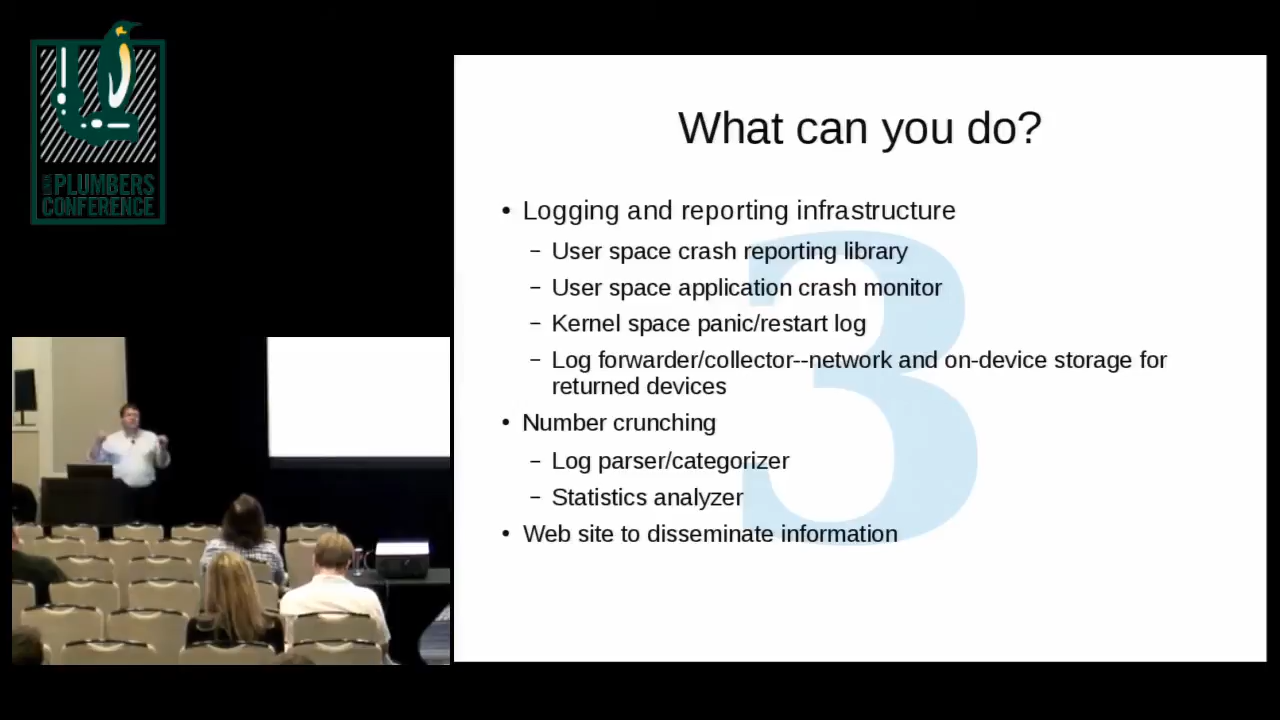 PLUMBERS
CONFERENCE
What can you do?
• Logging and reporting infrastructure
– User space crash reporting library
– User space application crash monitor
– Kernel space panic/restart log
– Log forwarder/collector--network and on-device storage for
returned devices
• Number crunching
– Log parser/categorizer
– Statistics analyzer
• Web site to disseminate information
3